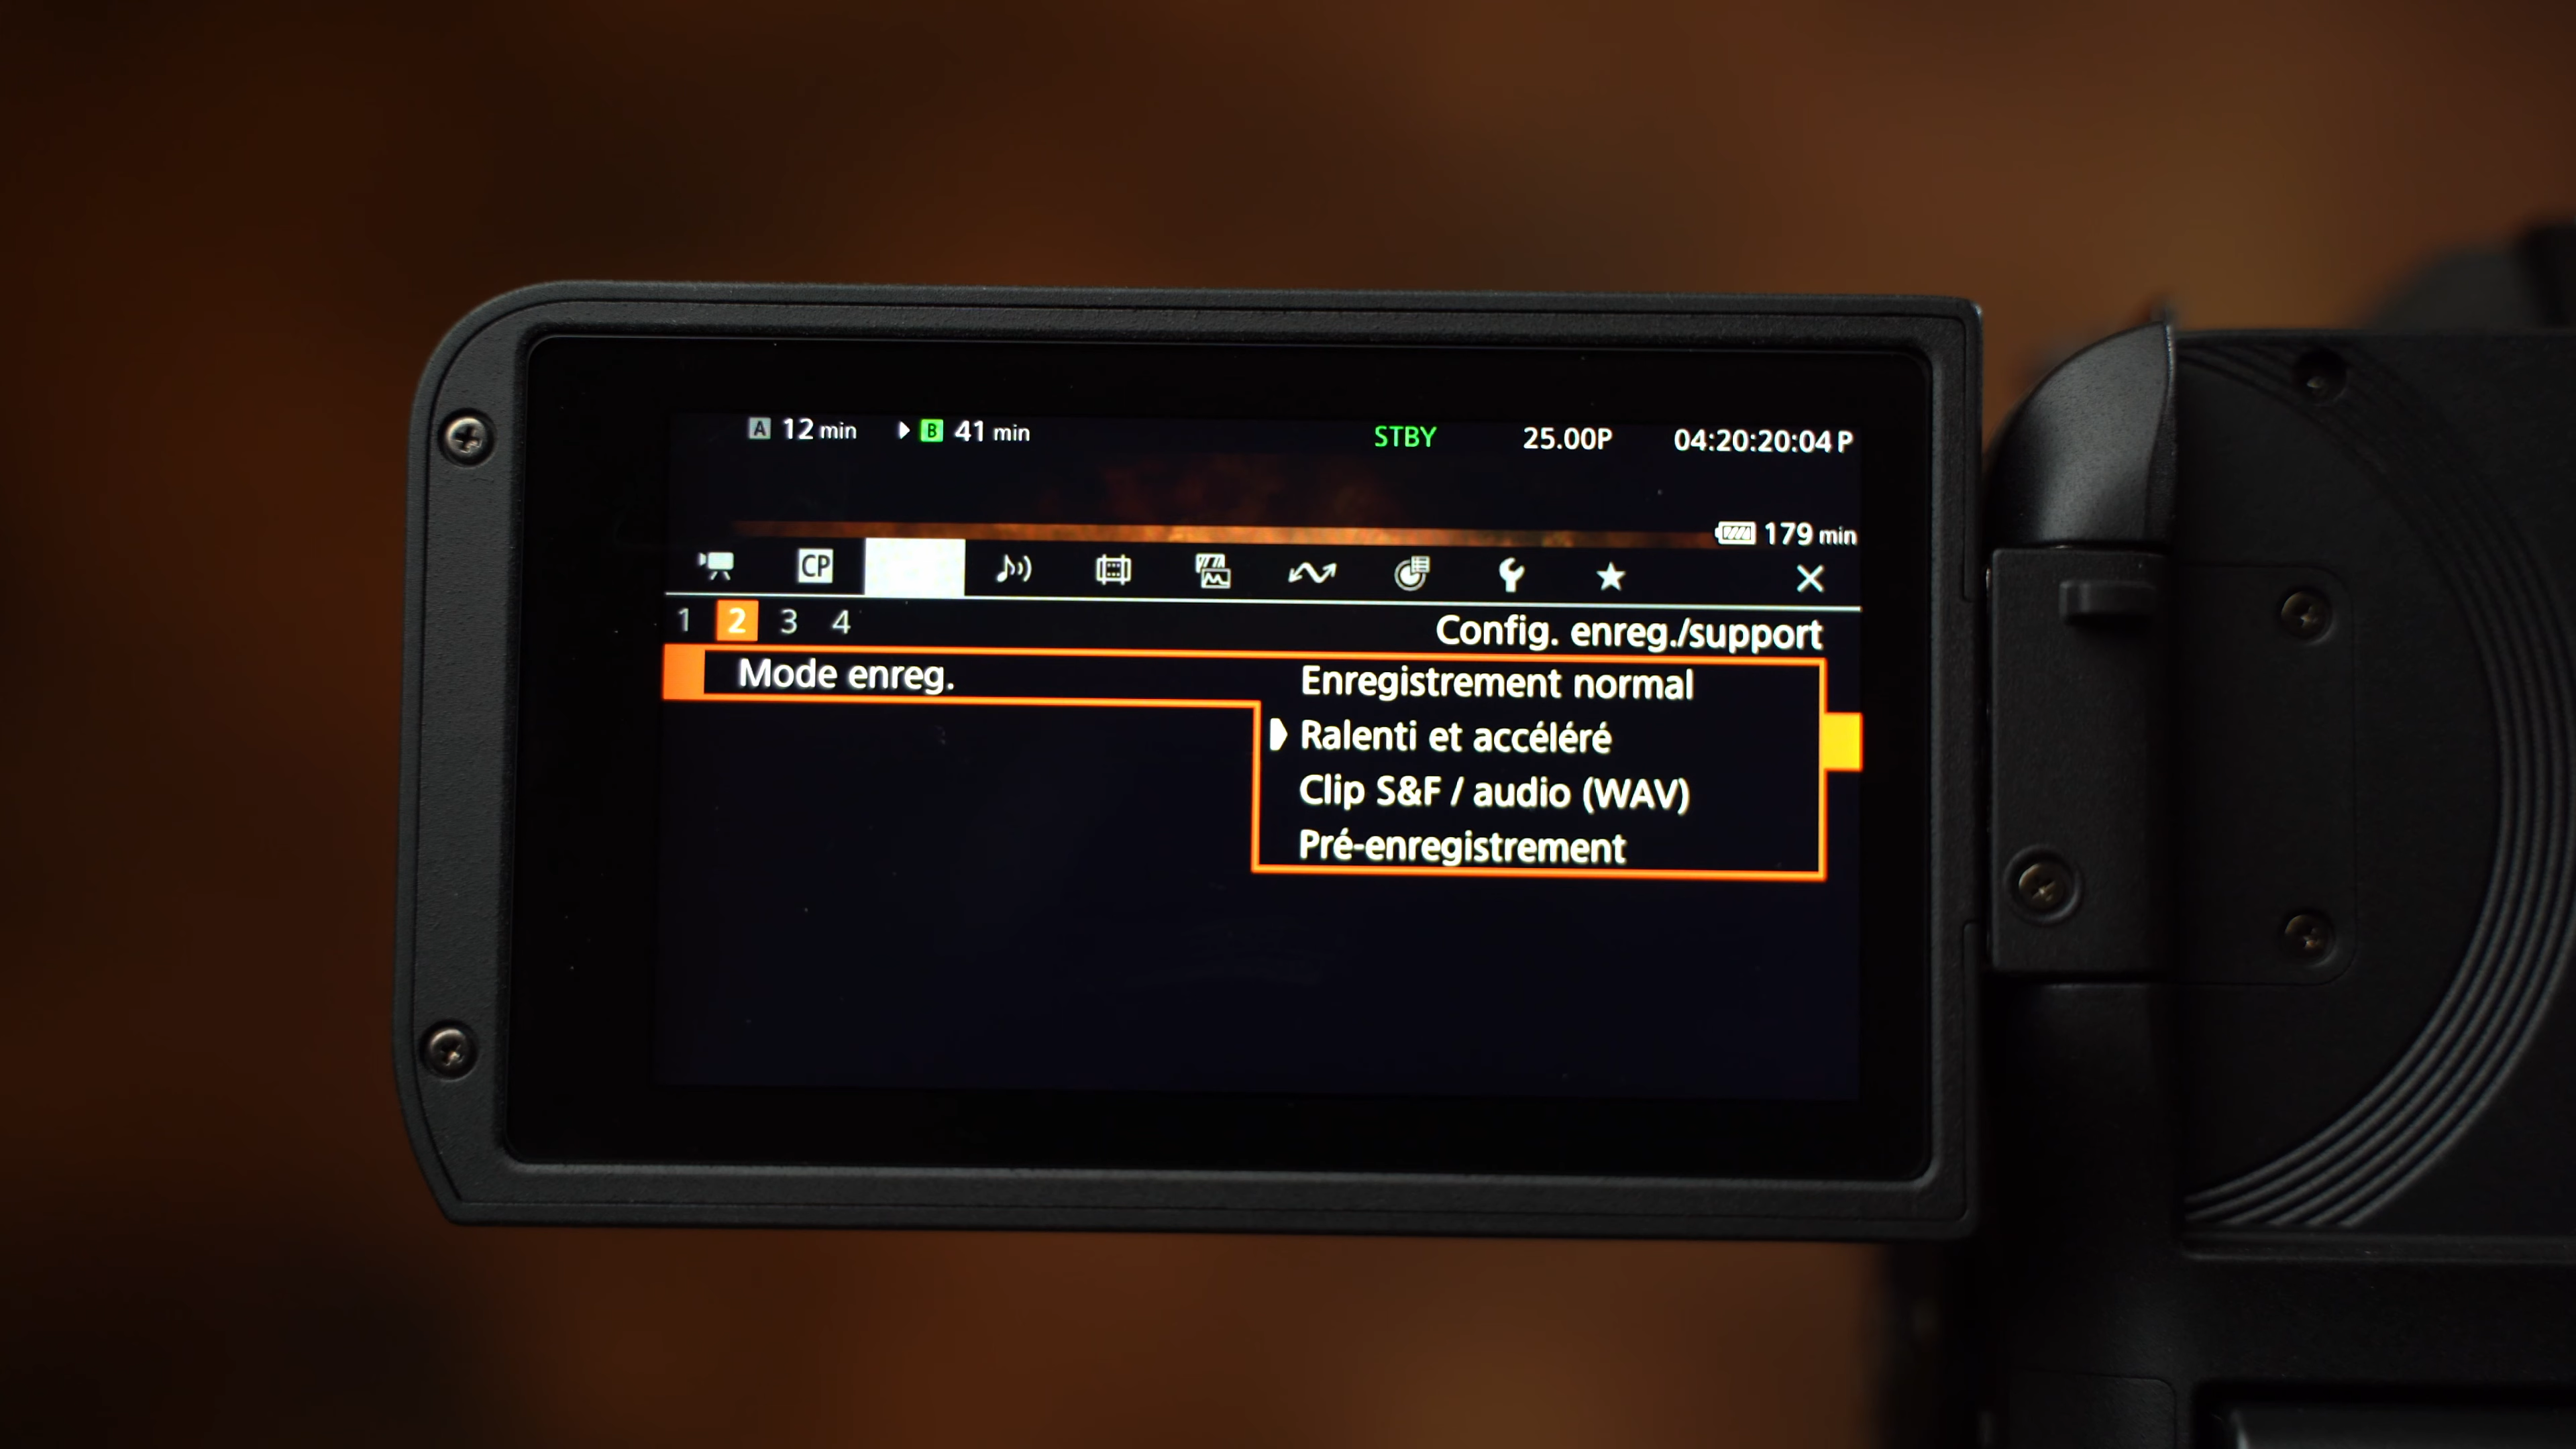 A 12 min B 41 min STBY 25.00P 04:20:20:04 P
179 min
CP
1 2 3 4
Config. enreg./support
Mode enreg.
Enregistrement normal
Ralenti et accéléré
Clip S&F / audio (WAV)
Pré-enregistrement